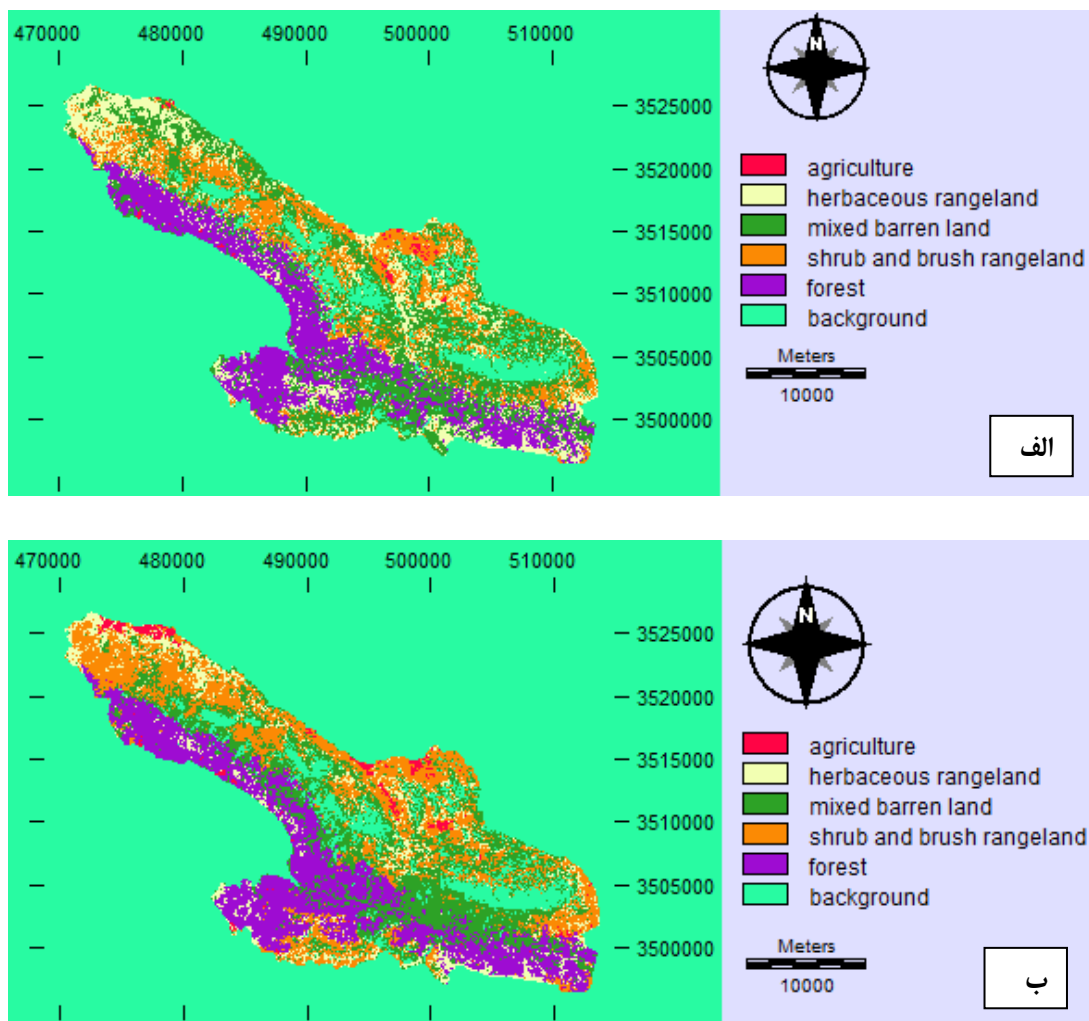 470000 480000 490000 500000 510000
N
3525000
3520000
3515000
3510000
3505000
3500000
agriculture
herbaceous rangeland
mixed barren land
shrub and brush rangeland
forest
background
Meters
10000
الف
470000 480000 490000 500000 510000
N
3525000
3520000
3515000
3510000
3505000
3500000
agriculture
herbaceous rangeland
mixed barren land
shrub and brush rangeland
forest
background
Meters
10000
ب